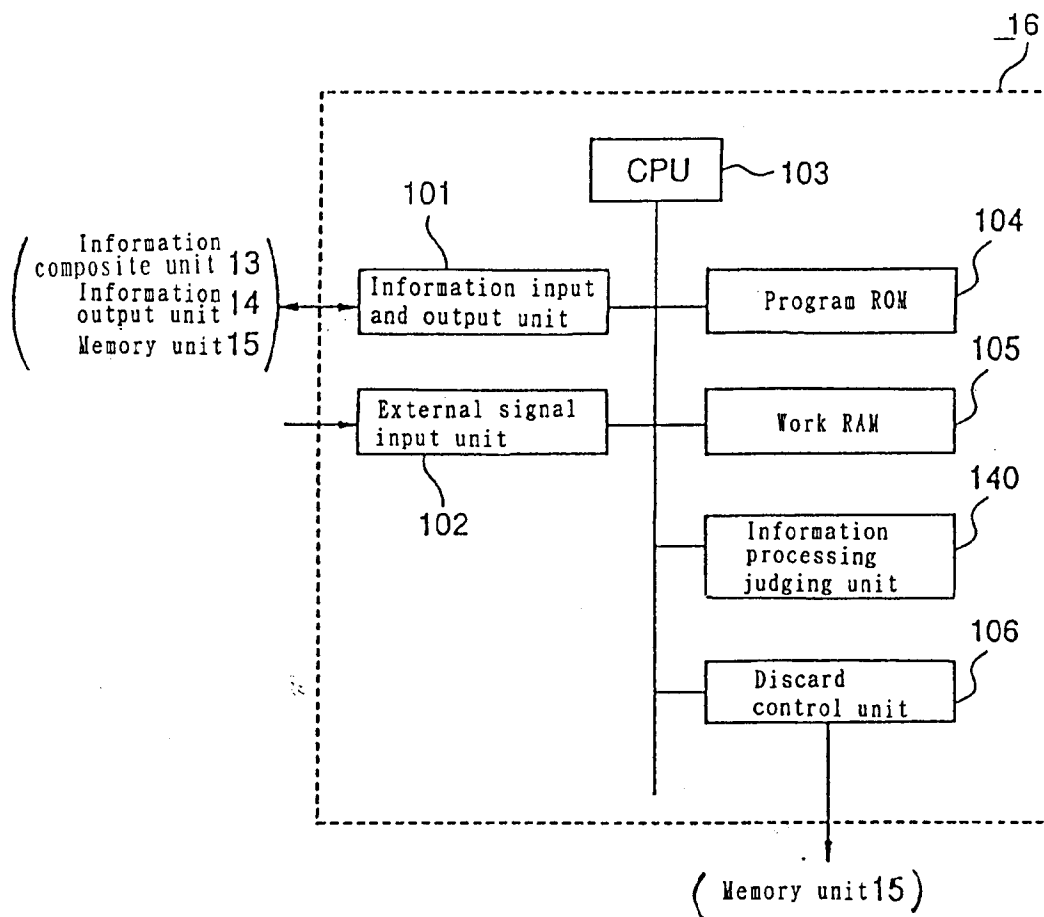 16
CPU
103
101
104
Information
composite unit 13
Information
output unit 14
Memory unit 15
Information input
and output unit
Program ROM
105
External signal
input unit
Work RAM
102
140
Information
processing
judging unit
106
Discard
control unit
(Memory unit 15)